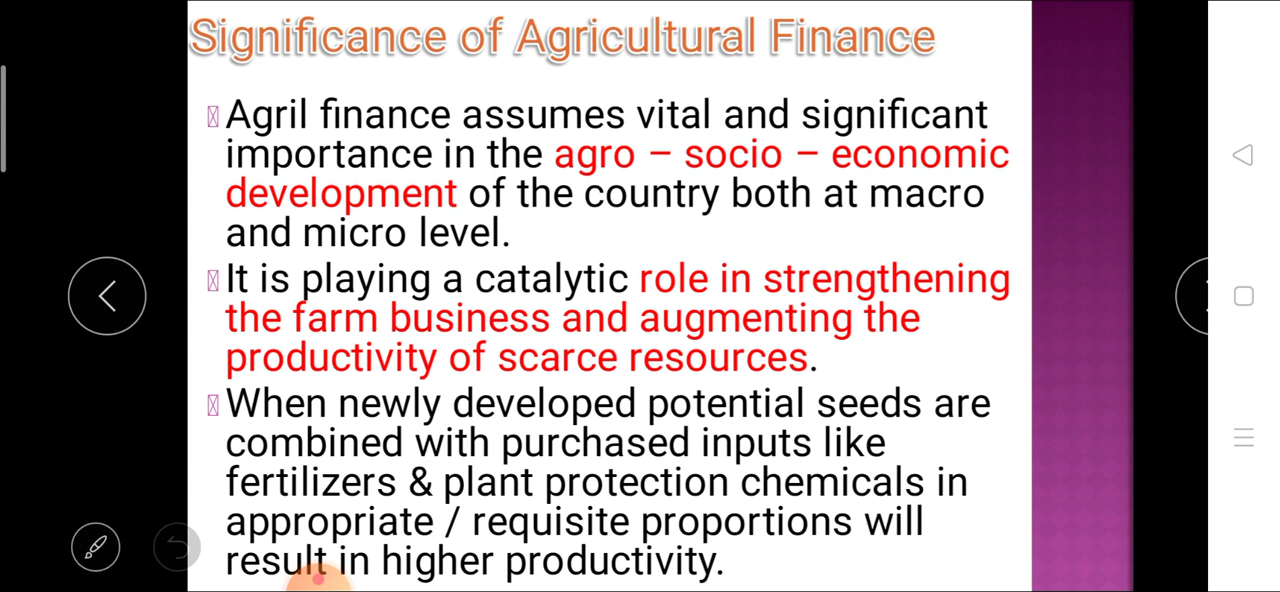 Significance of Agricultural Finance
Agril finance assumes vital and significant
importance in the agro – socio – economic
development of the country both at macro
and micro level.
It is playing a catalytic role in strengthening
the farm business and augmenting the
productivity of scarce resources.
When newly developed potential seeds are
combined with purchased inputs like
fertilizers & plant protection chemicals in
appropriate / requisite proportions will
result in higher productivity.